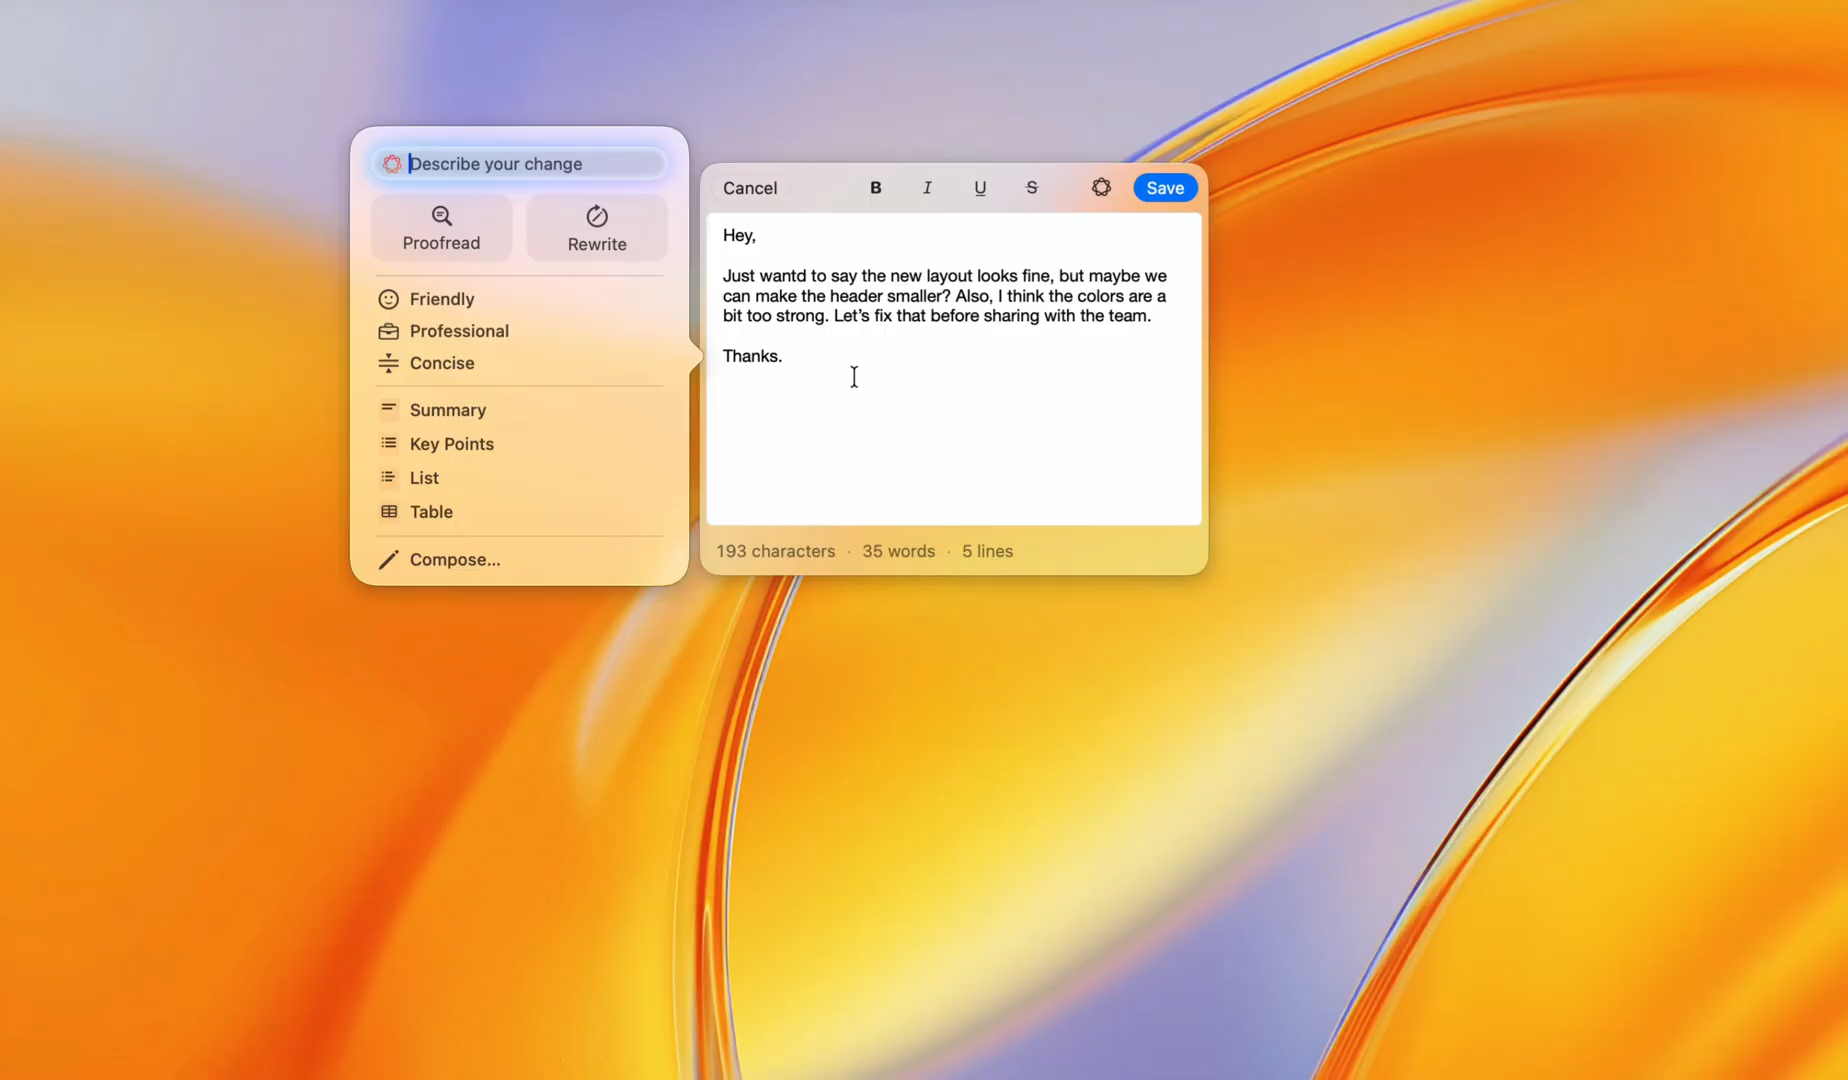 Describe your change
Proofread
Rewrite
Friendly
Professional
Concise
Summary
Key Points
List
Table
Compose...
Cancel
B
I
U
S
Save
Hey,
Just wantd to say the new layout looks fine, but maybe we
can make the header smaller? Also, I think the colors are a
bit too strong. Let’s fix that before sharing with the team.
Thanks.
193 characters · 35 words · 5 lines